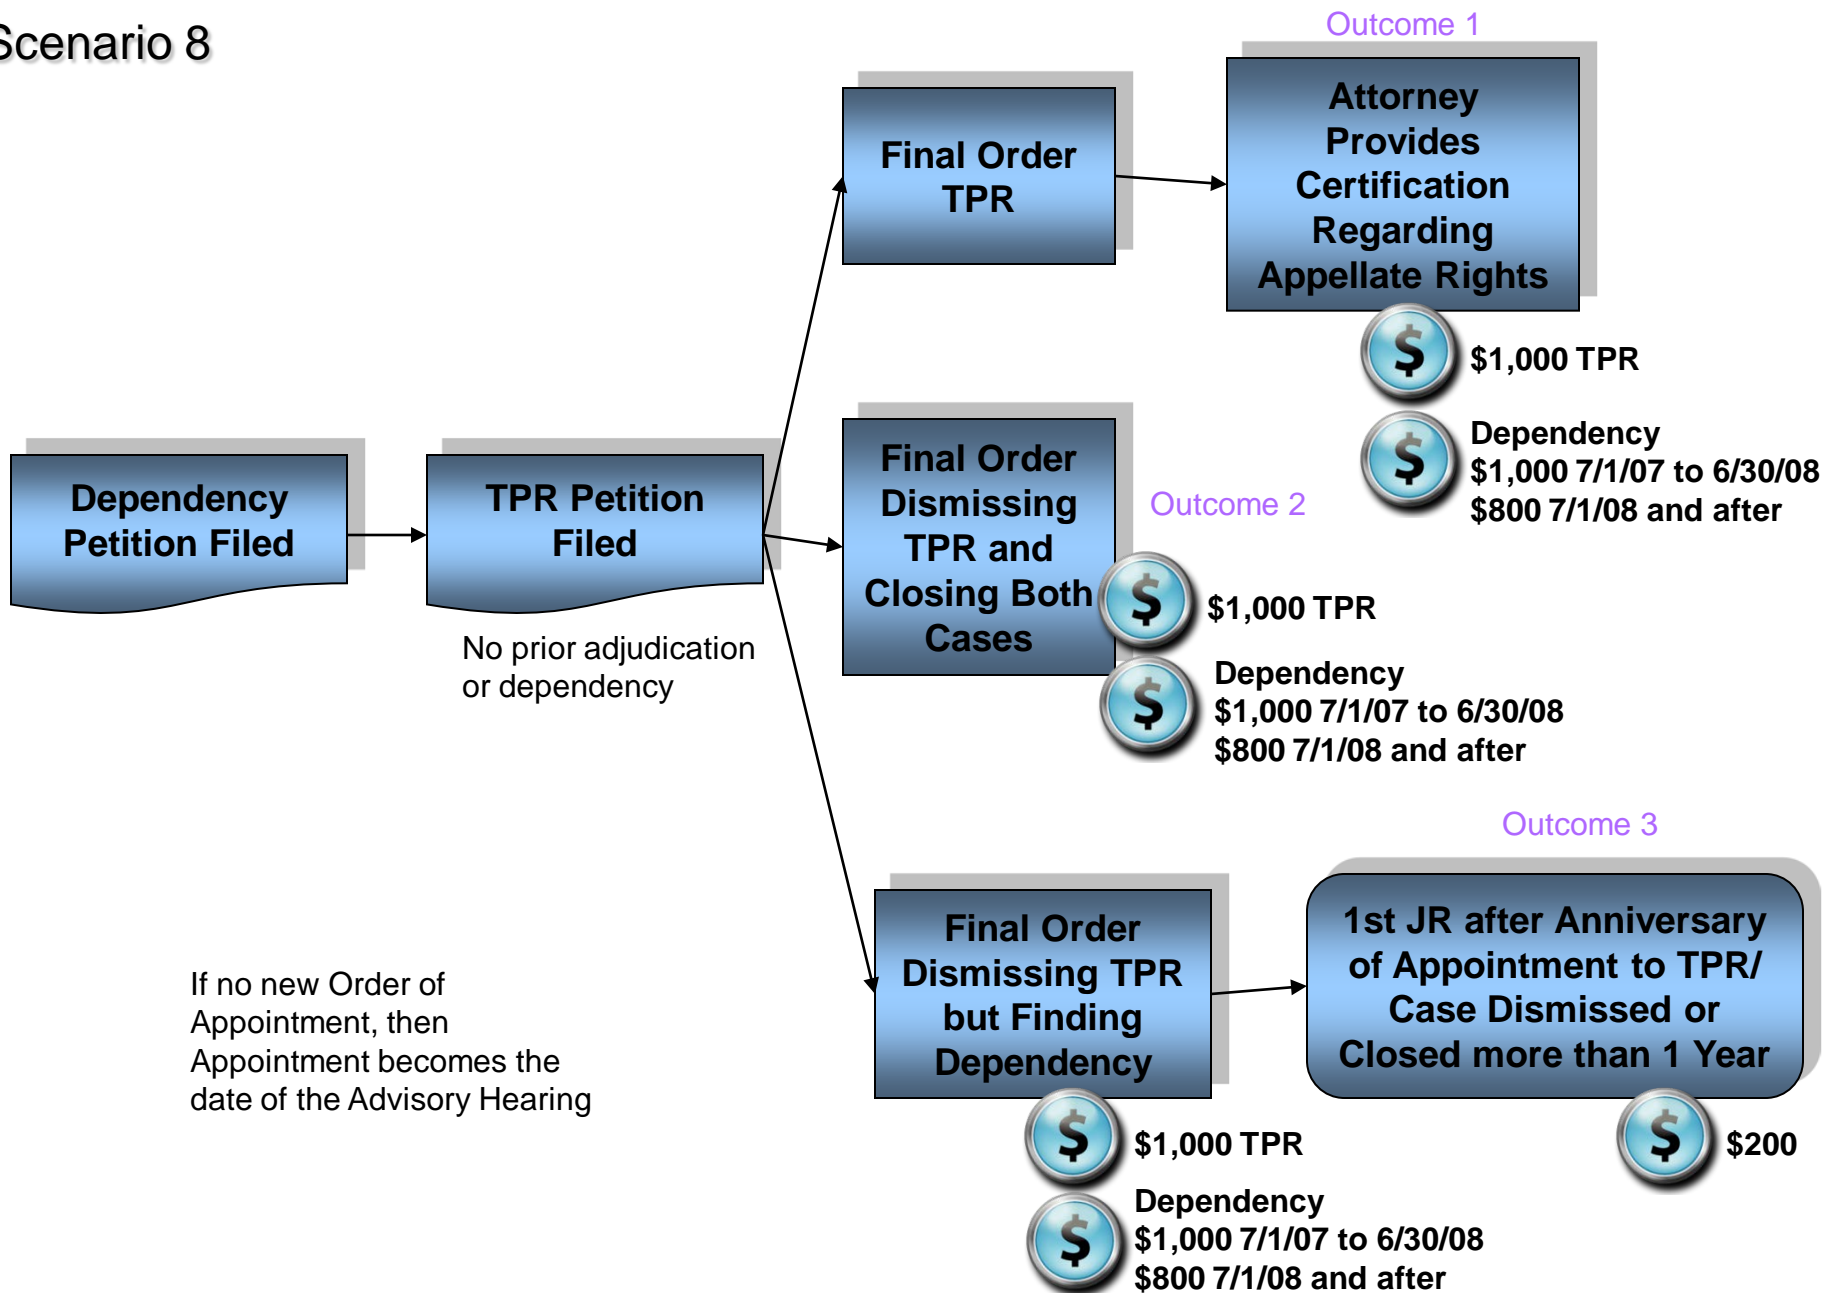 Scenario 8
Outcome 1
Attorney
Provides
Certification
Regarding
Appellate Rights
Final Order
TPR
$ $1,000 TPR
$ Dependency
$1,000 7/1/07 to 6/30/08
$800 7/1/08 and after
Dependency
Petition Filed
TPR Petition
Filed
No prior adjudication
or dependency
Final Order
Dismissing
TPR and
Closing Both
Cases
Outcome 2
$ $1,000 TPR
$ Dependency
$1,000 7/1/07 to 6/30/08
$800 7/1/08 and after
Outcome 3
Final Order
Dismissing TPR
but Finding
Dependency
1st JR after Anniversary
of Appointment to TPR/
Case Dismissed or
Closed more than 1 Year
$ $1,000 TPR
$ Dependency
$1,000 7/1/07 to 6/30/08
$800 7/1/08 and after
$ $200
If no new Order of
Appointment, then
Appointment becomes the
date of the Advisory Hearing